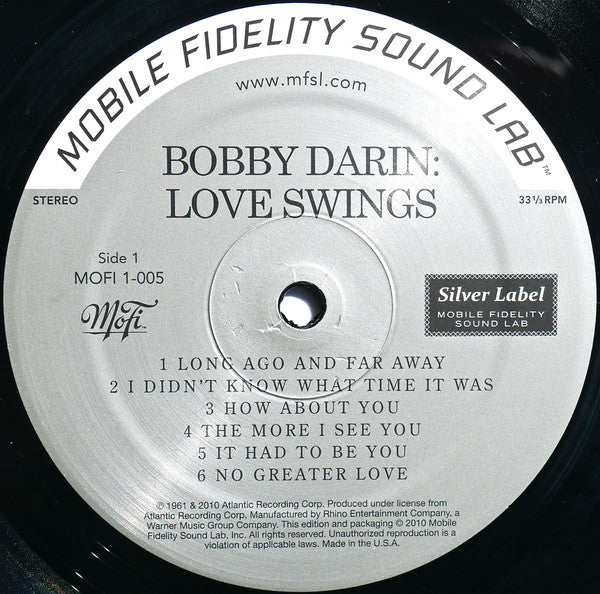 MOBILE FIDELITY SOUND LAB™
www.mfsl.com
BOBBY DARIN:
LOVE SWINGS
STEREO
33⅓ RPM
Side 1
MOFI 1-005
MoFi™
Silver Label
MOBILE FIDELITY
SOUND LAB
1 LONG AGO AND FAR AWAY
2 I DIDN'T KNOW WHAT TIME IT WAS
3 HOW ABOUT YOU
4 THE MORE I SEE YOU
5 IT HAD TO BE YOU
6 NO GREATER LOVE
℗ 1961 & 2010 Atlantic Recording Corp. Produced under license from
Atlantic Recording Corp. Manufactured by Rhino Entertainment Company, a
Warner Music Group Company. This edition and packaging © 2010 Mobile
Fidelity Sound Lab, Inc. All rights reserved. Unauthorized reproduction is a
violation of applicable laws. Made in the U.S.A.